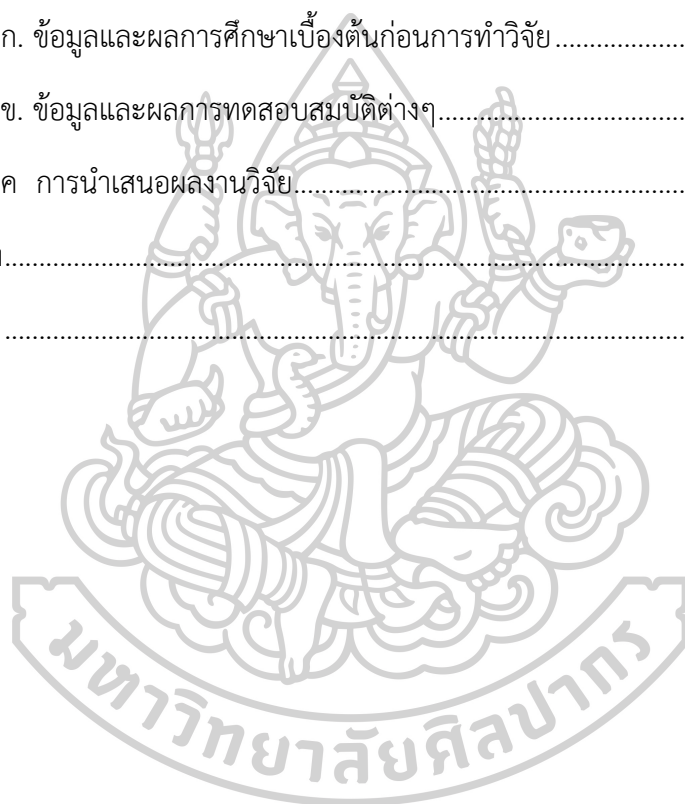 ก. ข้อมูลและผลการศึกษาเบื้องต้นก่อนการทำวิจัย....................
ข. ข้อมูลและผลการทดสอบสมบัติต่างๆ....................................
ค การนำเสนอผลงานวิจัย....................................................
....................................................................................
....................................................................................
มหาวิทยาลัยศิลปากร